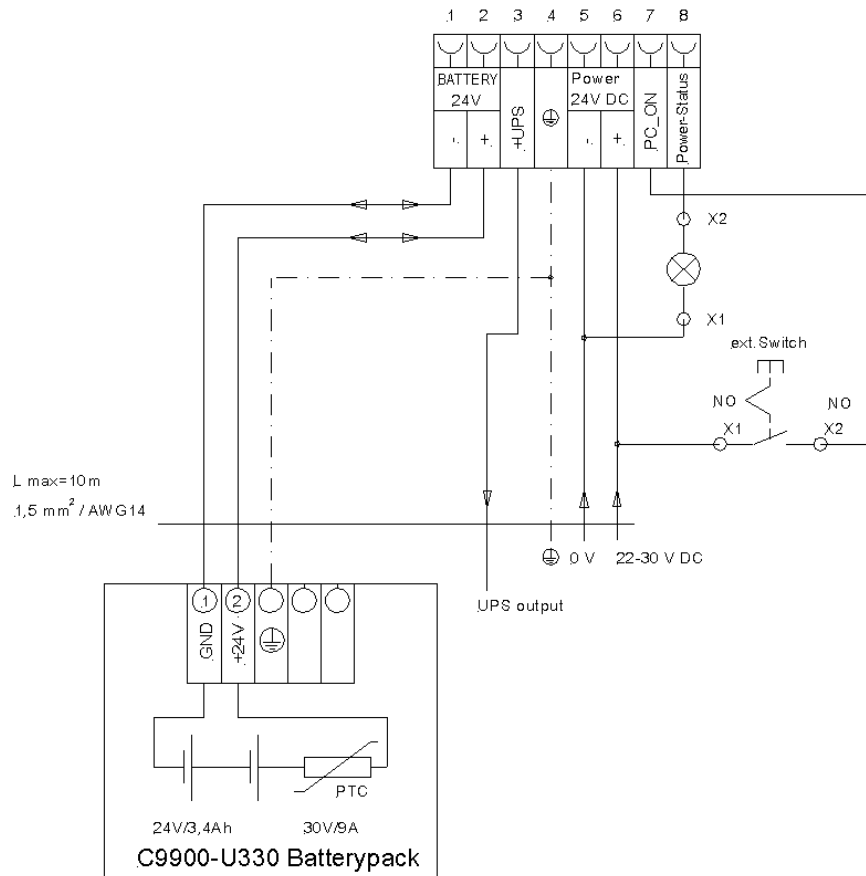 1 2 3 4 5 6 7 8
BATTERY
24V
- +
+UPS
Power
24V DC
- +
PC_ON
Power-Status
X2
X1
ext.Switch
NO NO
X1 X2
L max=10m
1,5 mm² / AWG14
0 V 22-30 V DC
UPS output
1 2
GND
+24V
PTC
24V/3,4Ah 30V/9A
C9900-U330 Batterypack